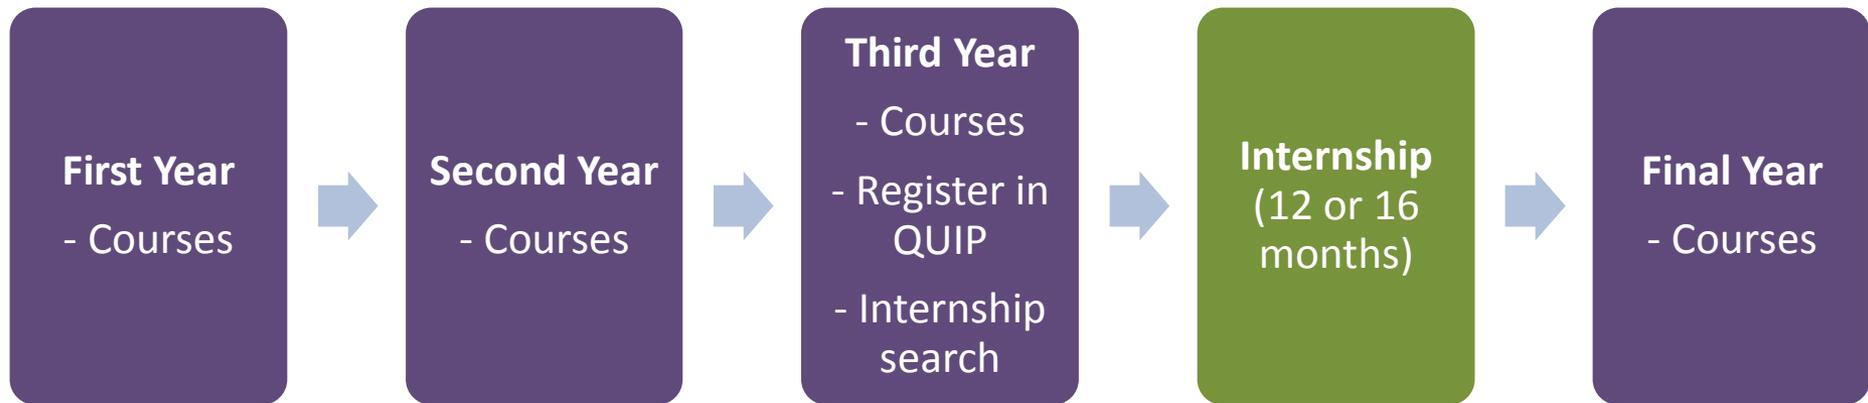 First Year
- Courses
Second Year
- Courses
Third Year
- Courses
- Register in
QUIP
- Internship
search
Internship
(12 or 16
months)
Final Year
- Courses